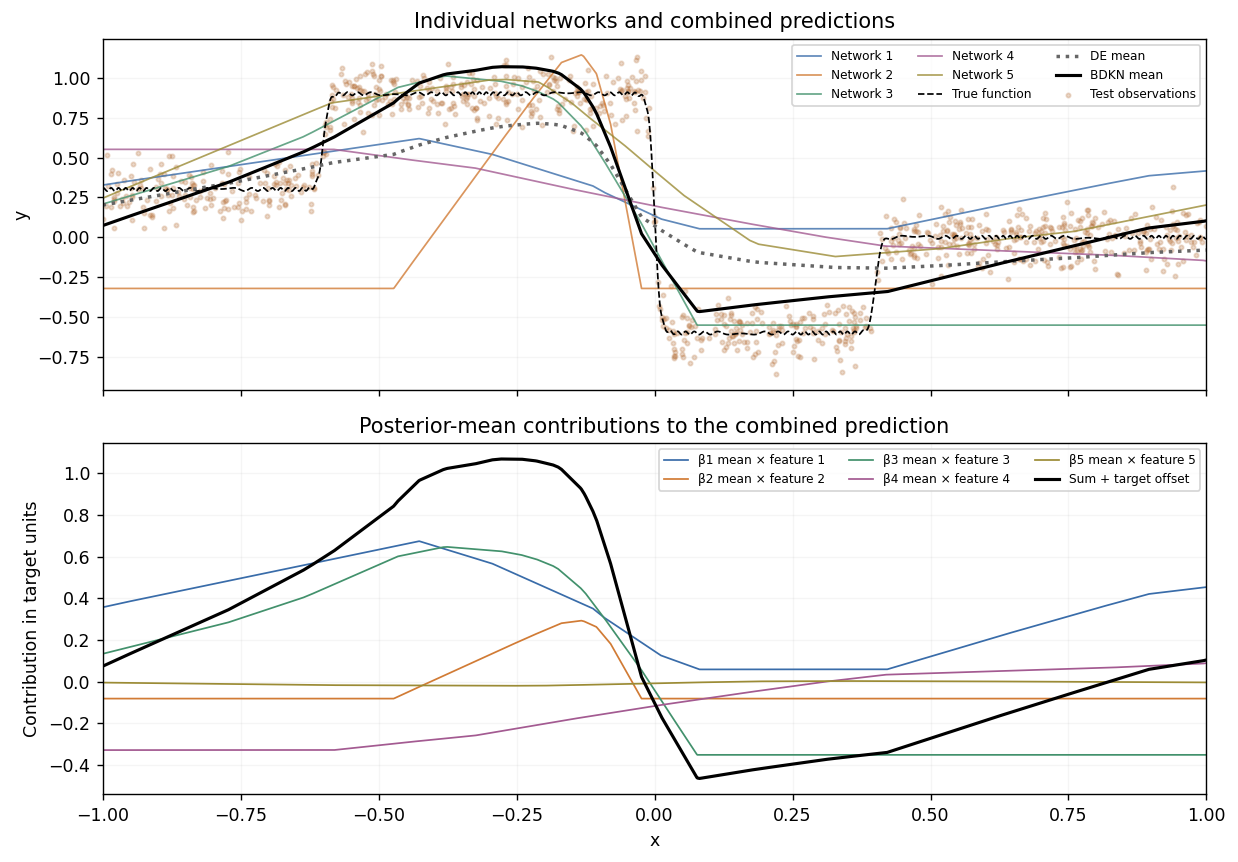 Individual networks and combined predictions
Network 1
Network 2
Network 3
Network 4
Network 5
True function
DE mean
BDKN mean
Test observations
1.00
0.75
0.50
0.25
0.00
−0.25
−0.50
−0.75
y
Posterior-mean contributions to the combined prediction
β1 mean × feature 1
β2 mean × feature 2
β3 mean × feature 3
β4 mean × feature 4
β5 mean × feature 5
Sum + target offset
1.0
0.8
0.6
0.4
0.2
0.0
−0.2
−0.4
Contribution in target units
−1.00 −0.75 −0.50 −0.25 0.00 0.25 0.50 0.75 1.00
x